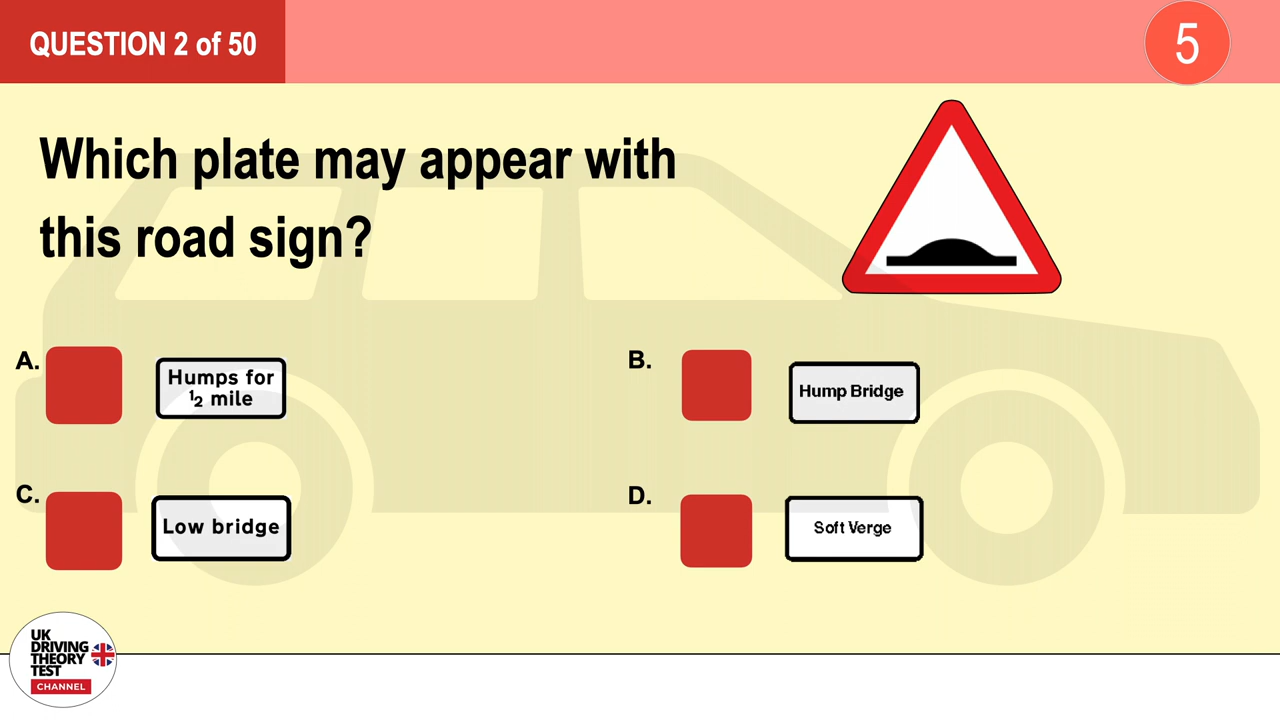 QUESTION 2 of 50
5
Which plate may appear with
this road sign?
A.
Humps for
½ mile
B.
Hump Bridge
C.
Low bridge
D.
Soft Verge
UK
DRIVING
THEORY
TEST
CHANNEL